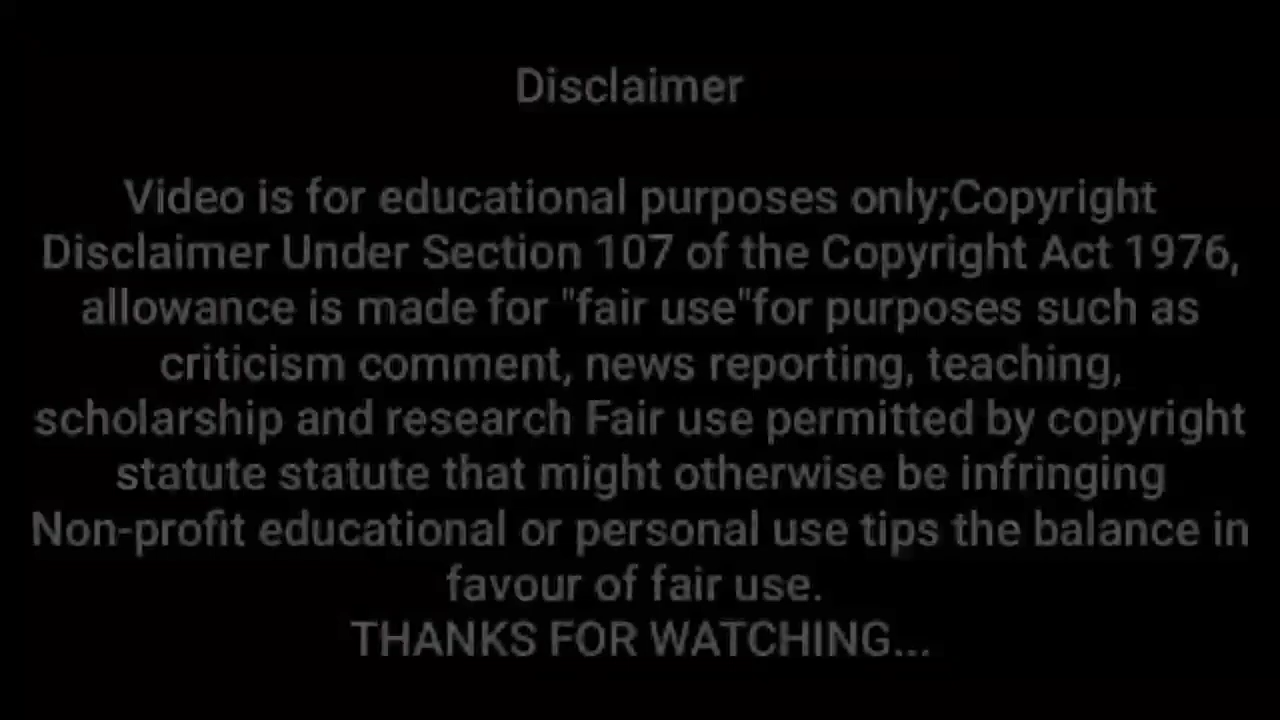 Disclaimer
Video is for educational purposes only;Copyright
Disclaimer Under Section 107 of the Copyright Act 1976,
allowance is made for "fair use"for purposes such as
criticism comment, news reporting, teaching,
scholarship and research Fair use permitted by copyright
statute statute that might otherwise be infringing
Non-profit educational or personal use tips the balance in
favour of fair use.
THANKS FOR WATCHING...